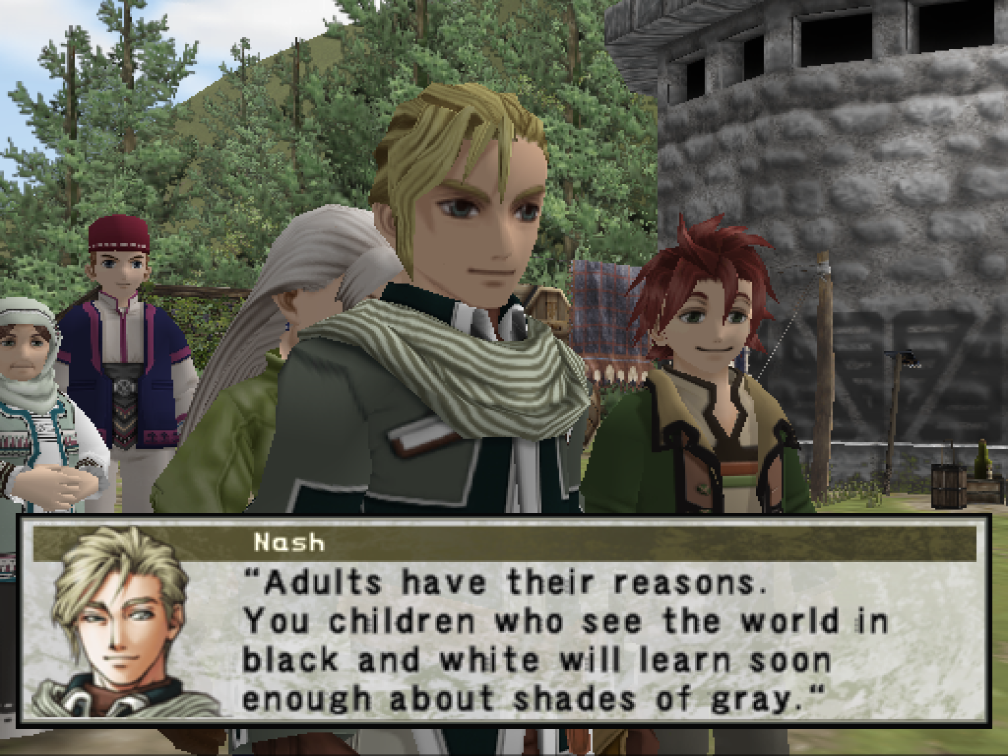 Nash
“Adults have their reasons.
You children who see the world in
black and white will learn soon
enough about shades of gray.“